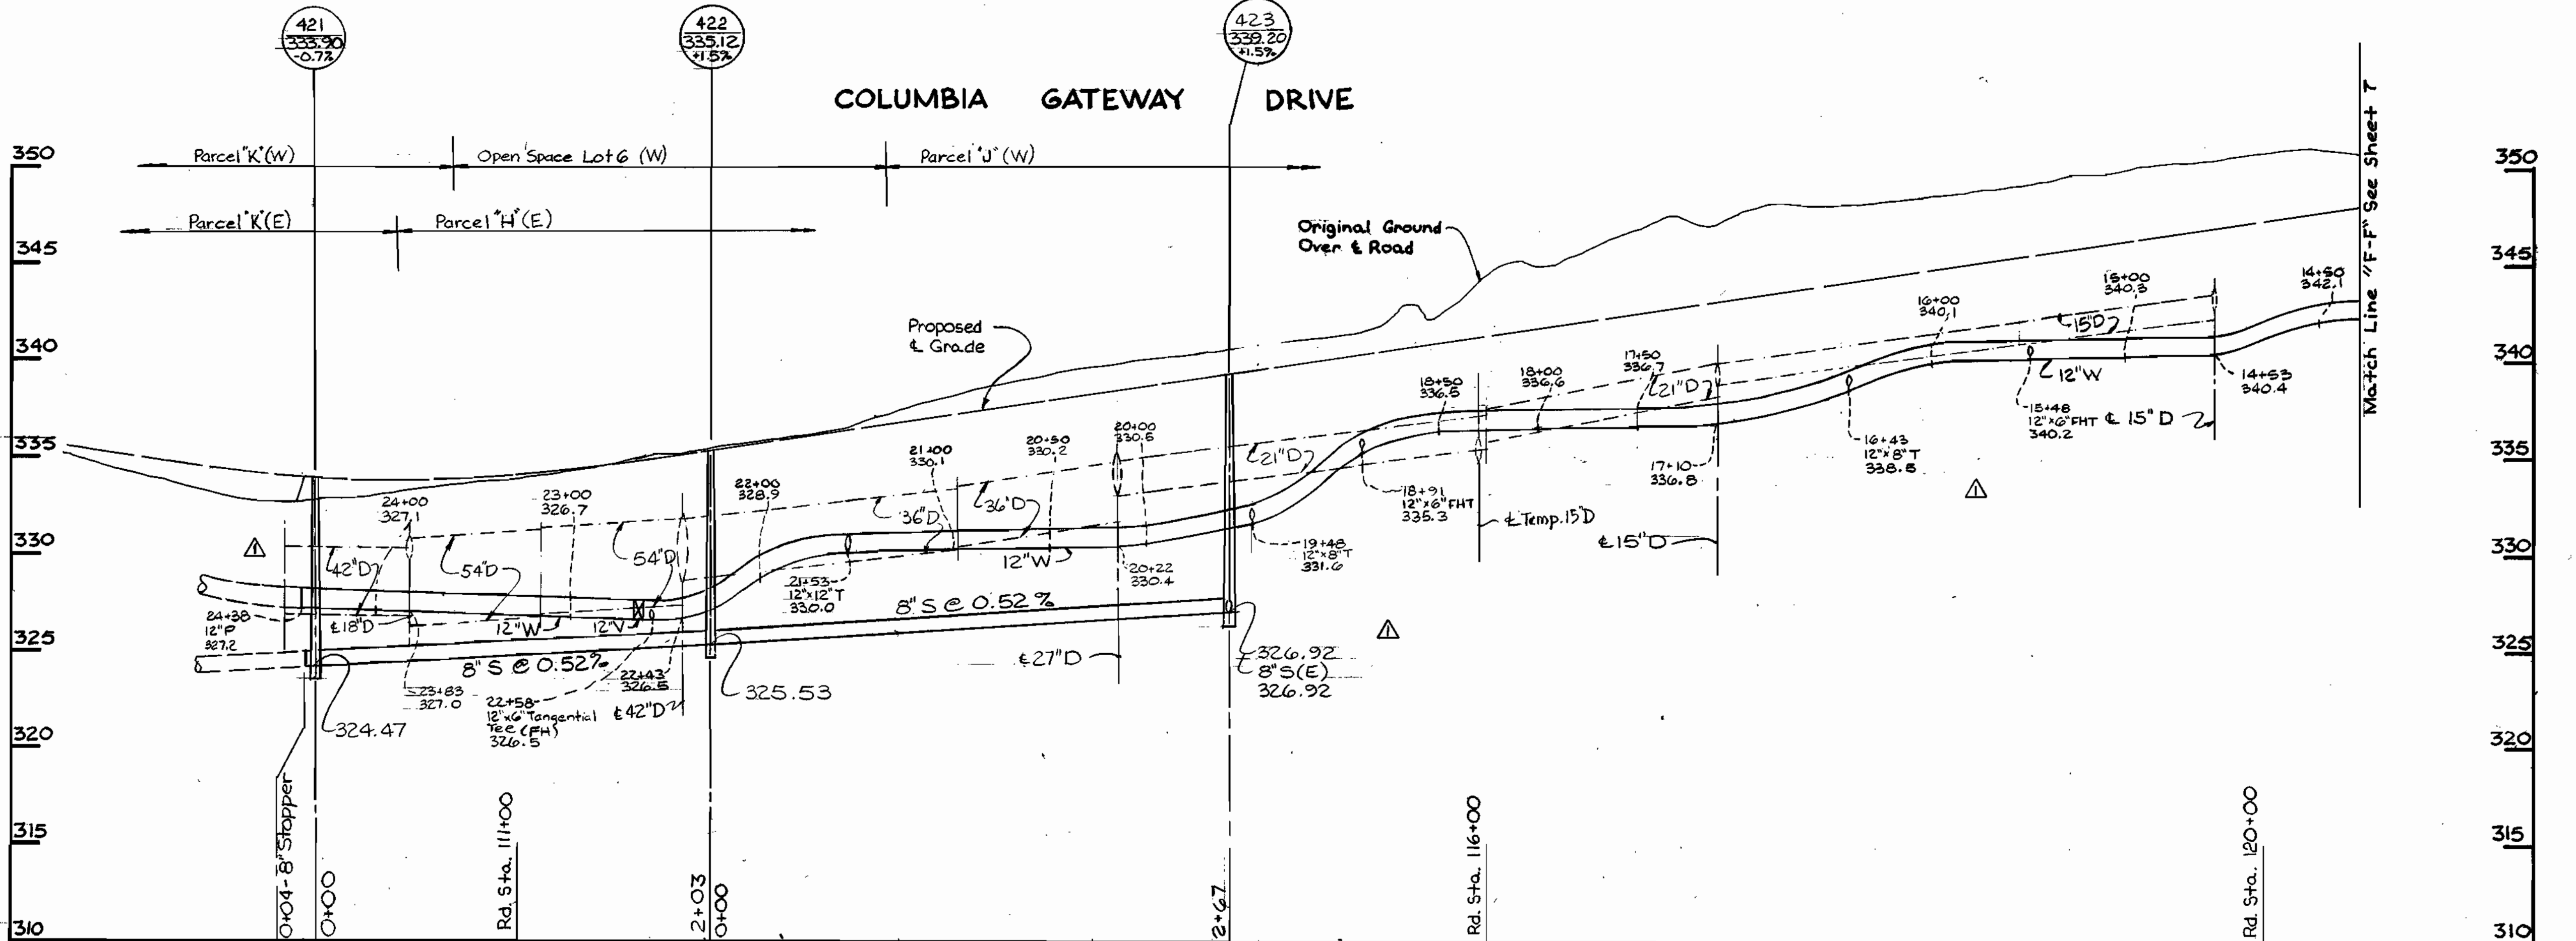 421
333.90
-0.7%
422
335.12
+1.5%
423
339.20
+1.5%
COLUMBIA GATEWAY DRIVE
Parcel "K" (W)
Open Space Lot 6 (W)
Parcel "J" (W)
Parcel "K" (E)
Parcel "H" (E)
350
345
340
335
330
325
320
315
310
350
345
340
335
330
325
320
315
310
Original Ground
Over ℄ Road
Proposed
℄ Grade
Match Line "F-F" See Sheet 7
24+00
327.1
23+00
326.7
22+00
328.9
21+00
330.1
20+50
330.2
20+00
330.5
18+50
336.5
18+00
336.6
17+50
336.7
16+00
340.1
15+00
340.3
14+50
342.1
42"D
54"D
54"D
36"D
36"D
21"D
21"D
15"D
1
24+38
12"P
327.2
℄ 18"D
12"W
12"V
8" S @ 0.52%
23+83
327.0
22+58
12"x6" Tangential
Tee (FH)
326.5
22+43
326.5
℄ 42"D
324.47
325.53
21+53
12"x12"T
330.0
12"W
8" S @ 0.52%
20+22
330.4
℄ 27"D
326.92
8"S(E)
326.92
19+48
12"x8"T
331.6
18+91
12"x6"FHT
335.3
℄ Temp. 15"D
℄ 15"D
17+10
336.8
16+43
12"x8"T
338.5
15+48
12"x6"FHT
340.2
℄ 15"D
12"W
14+53
340.4
1
1
0+04-8" Stopper
0+00
Rd. Sta. 111+00
2+03
0+00
2+67
Rd. Sta. 116+00
Rd. Sta. 120+00